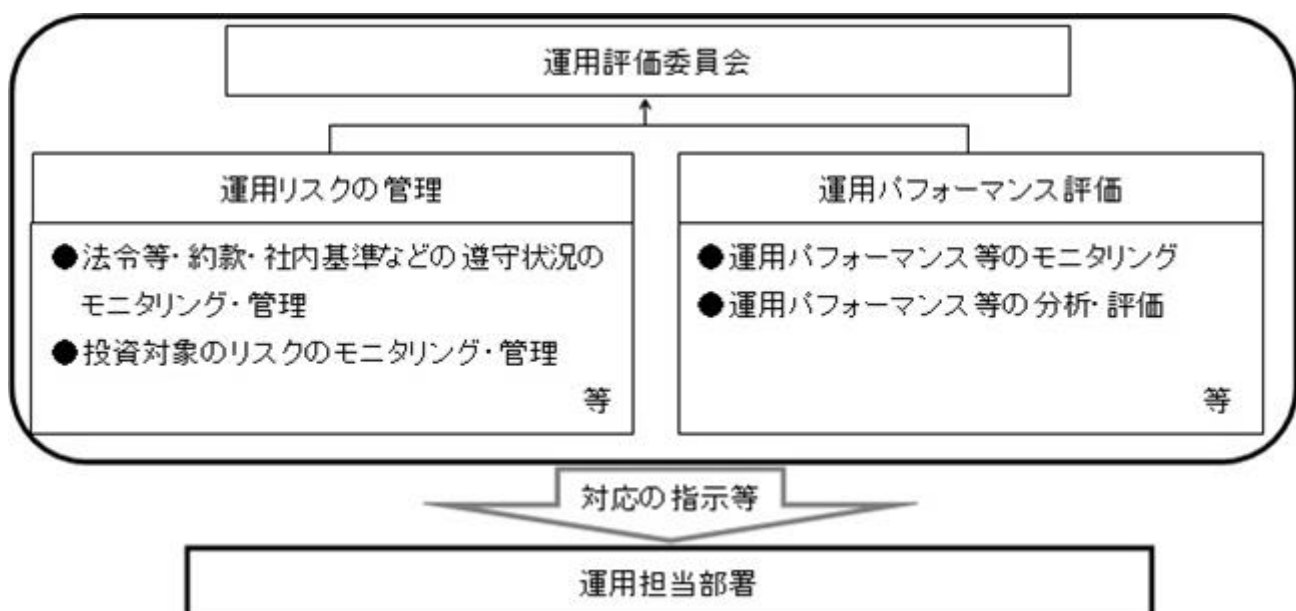 運用評価委員会
運用リスクの管理
●法令等・約款・社内基準などの遵守状況の
モニタリング・管理
●投資対象のリスクのモニタリング・管理
等
運用パフォーマンス評価
●運用パフォーマンス等のモニタリング
●運用パフォーマンス等の分析・評価
等
対応の指示等
運用担当部署